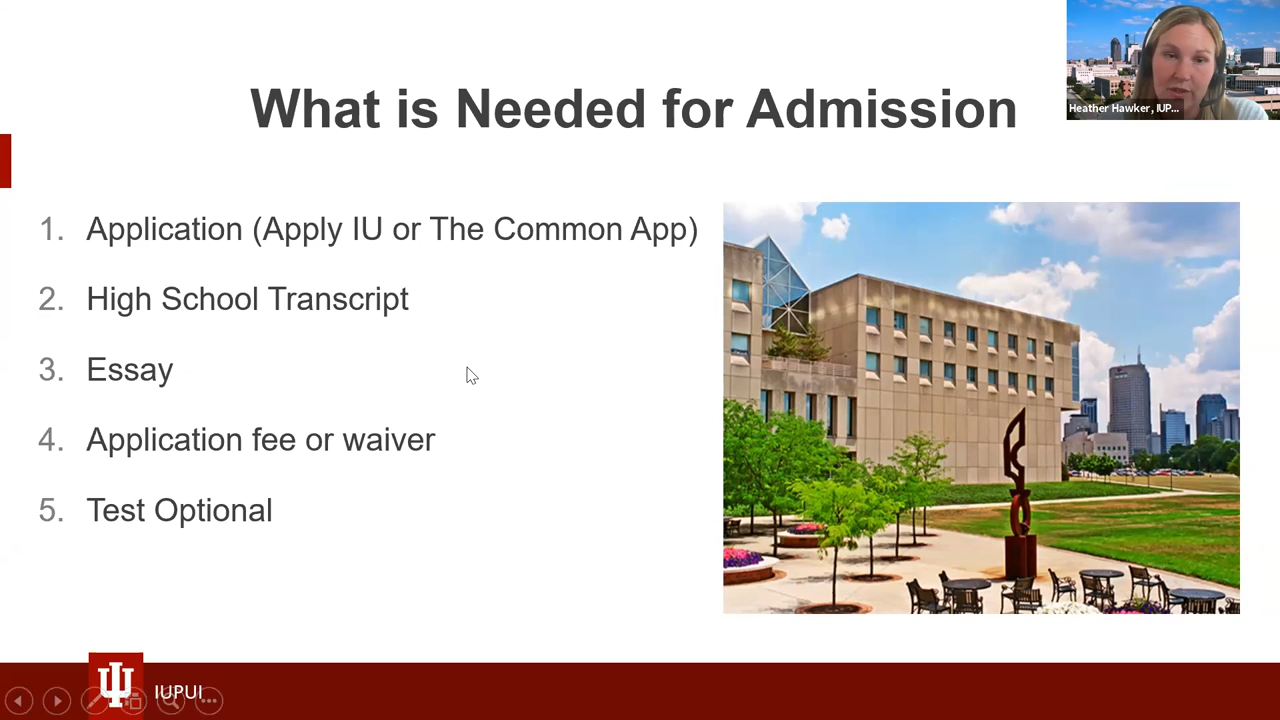 What is Needed for Admission
Heather Hawker, IUP...
1. Application (Apply IU or The Common App)
2. High School Transcript
3. Essay
4. Application fee or waiver
5. Test Optional
IUPUI